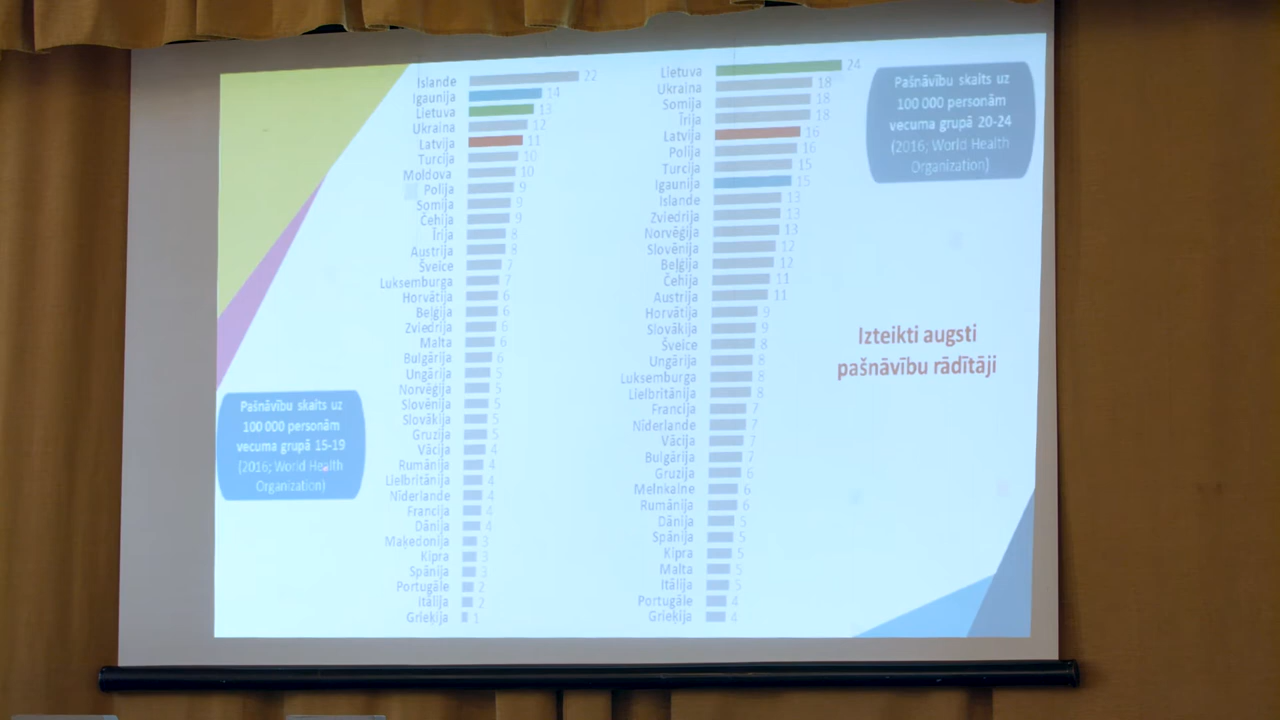 Islande 22
Igaunija 14
Lietuva 13
Ukraina 12
Latvija 11
Turcija 10
Moldova 10
Polija 9
Somija 9
Čehija 9
Īrija 8
Austrija 8
Šveice 7
Luksemburga 7
Horvātija 6
Beļģija 6
Zviedrija 6
Malta 6
Bulgārija 6
Ungārija 5
Norvēģija 5
Slovēnija 5
Slovākija 5
Gruzija 5
Vācija 4
Rumānija 4
Lielbritānija 4
Nīderlande 4
Francija 4
Dānija 4
Maķedonija 3
Kipra 3
Spānija 3
Portugāle 2
Itālija 2
Grieķija 1
Pašnāvību skaits uz
100 000 personām
vecuma grupā 15-19
(2016; World Health
Organization)
Lietuva 24
Ukraina 18
Somija 18
Īrija 18
Latvija 16
Polija 16
Turcija 15
Igaunija 15
Islande 13
Zviedrija 13
Norvēģija 13
Slovēnija 12
Beļģija 12
Čehija 11
Austrija 11
Horvātija 9
Slovākija 9
Šveice 8
Ungārija 8
Luksemburga 8
Lielbritānija 8
Francija 7
Nīderlande 7
Vācija 7
Bulgārija 7
Gruzija 6
Melnkalne 6
Rumānija 6
Dānija 5
Spānija 5
Kipra 5
Malta 5
Itālija 5
Portugāle 4
Grieķija 4
Pašnāvību skaits uz
100 000 personām
vecuma grupā 20-24
(2016; World Health
Organization)
Izteikti augsti
pašnāvību rādītāji